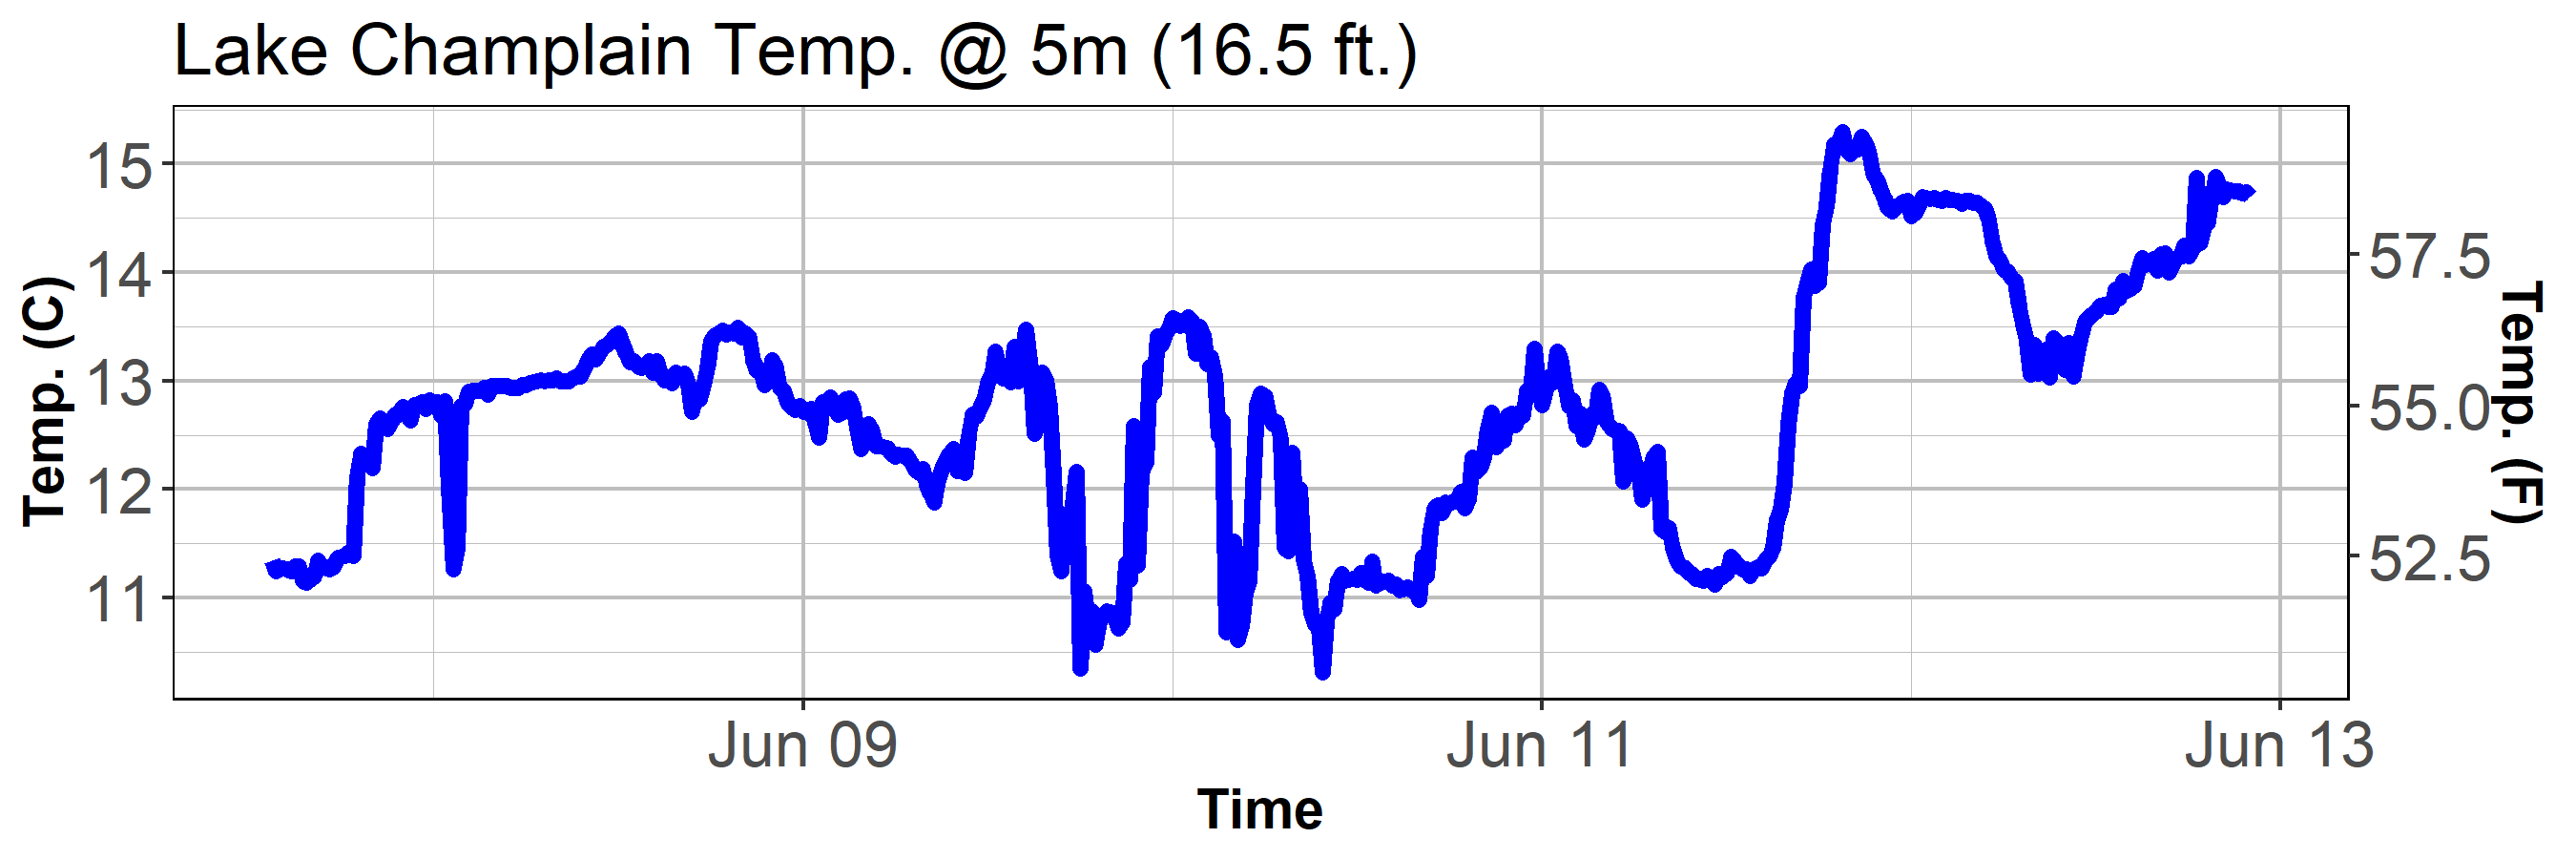 Lake Champlain Temp. @ 5m (16.5 ft.)
Temp. (C)
15
14
13
12
11
57.5
55.0
52.5
Temp. (F)
Jun 09
Jun 11
Jun 13
Time